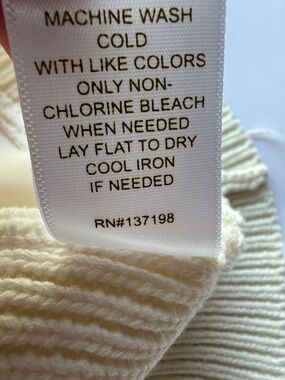 MACHINE WASH
COLD
WITH LIKE COLORS
ONLY NON-
CHLORINE BLEACH
WHEN NEEDED
LAY FLAT TO DRY
COOL IRON
IF NEEDED
RN#137198